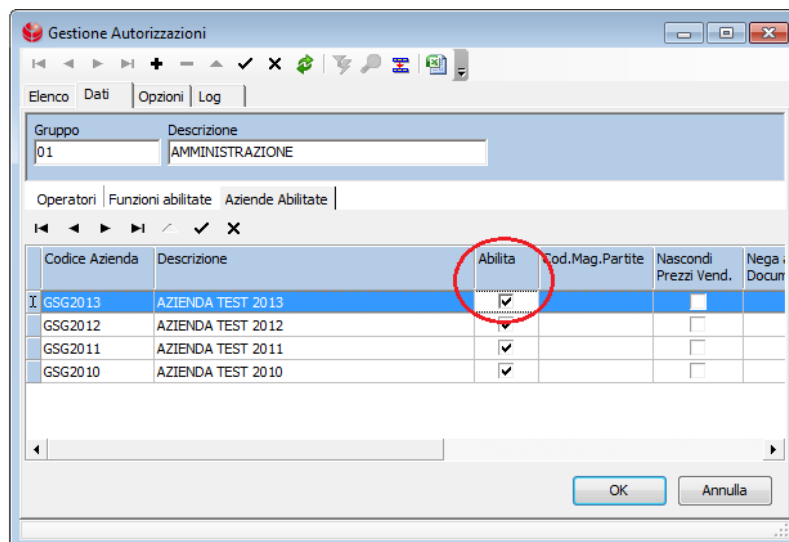 Gestione Autorizzazioni
Elenco Dati Opzioni Log
Gruppo Descrizione
01 AMMINISTRAZIONE
Operatori Funzioni abilitate Aziende Abilitate
Codice Azienda Descrizione Abilita Cod.Mag.Partite Nascondi Nega
Prezzi Vend. Docum
GSG2013 AZIENDA TEST 2013
GSG2012 AZIENDA TEST 2012
GSG2011 AZIENDA TEST 2011
GSG2010 AZIENDA TEST 2010
OK Annulla